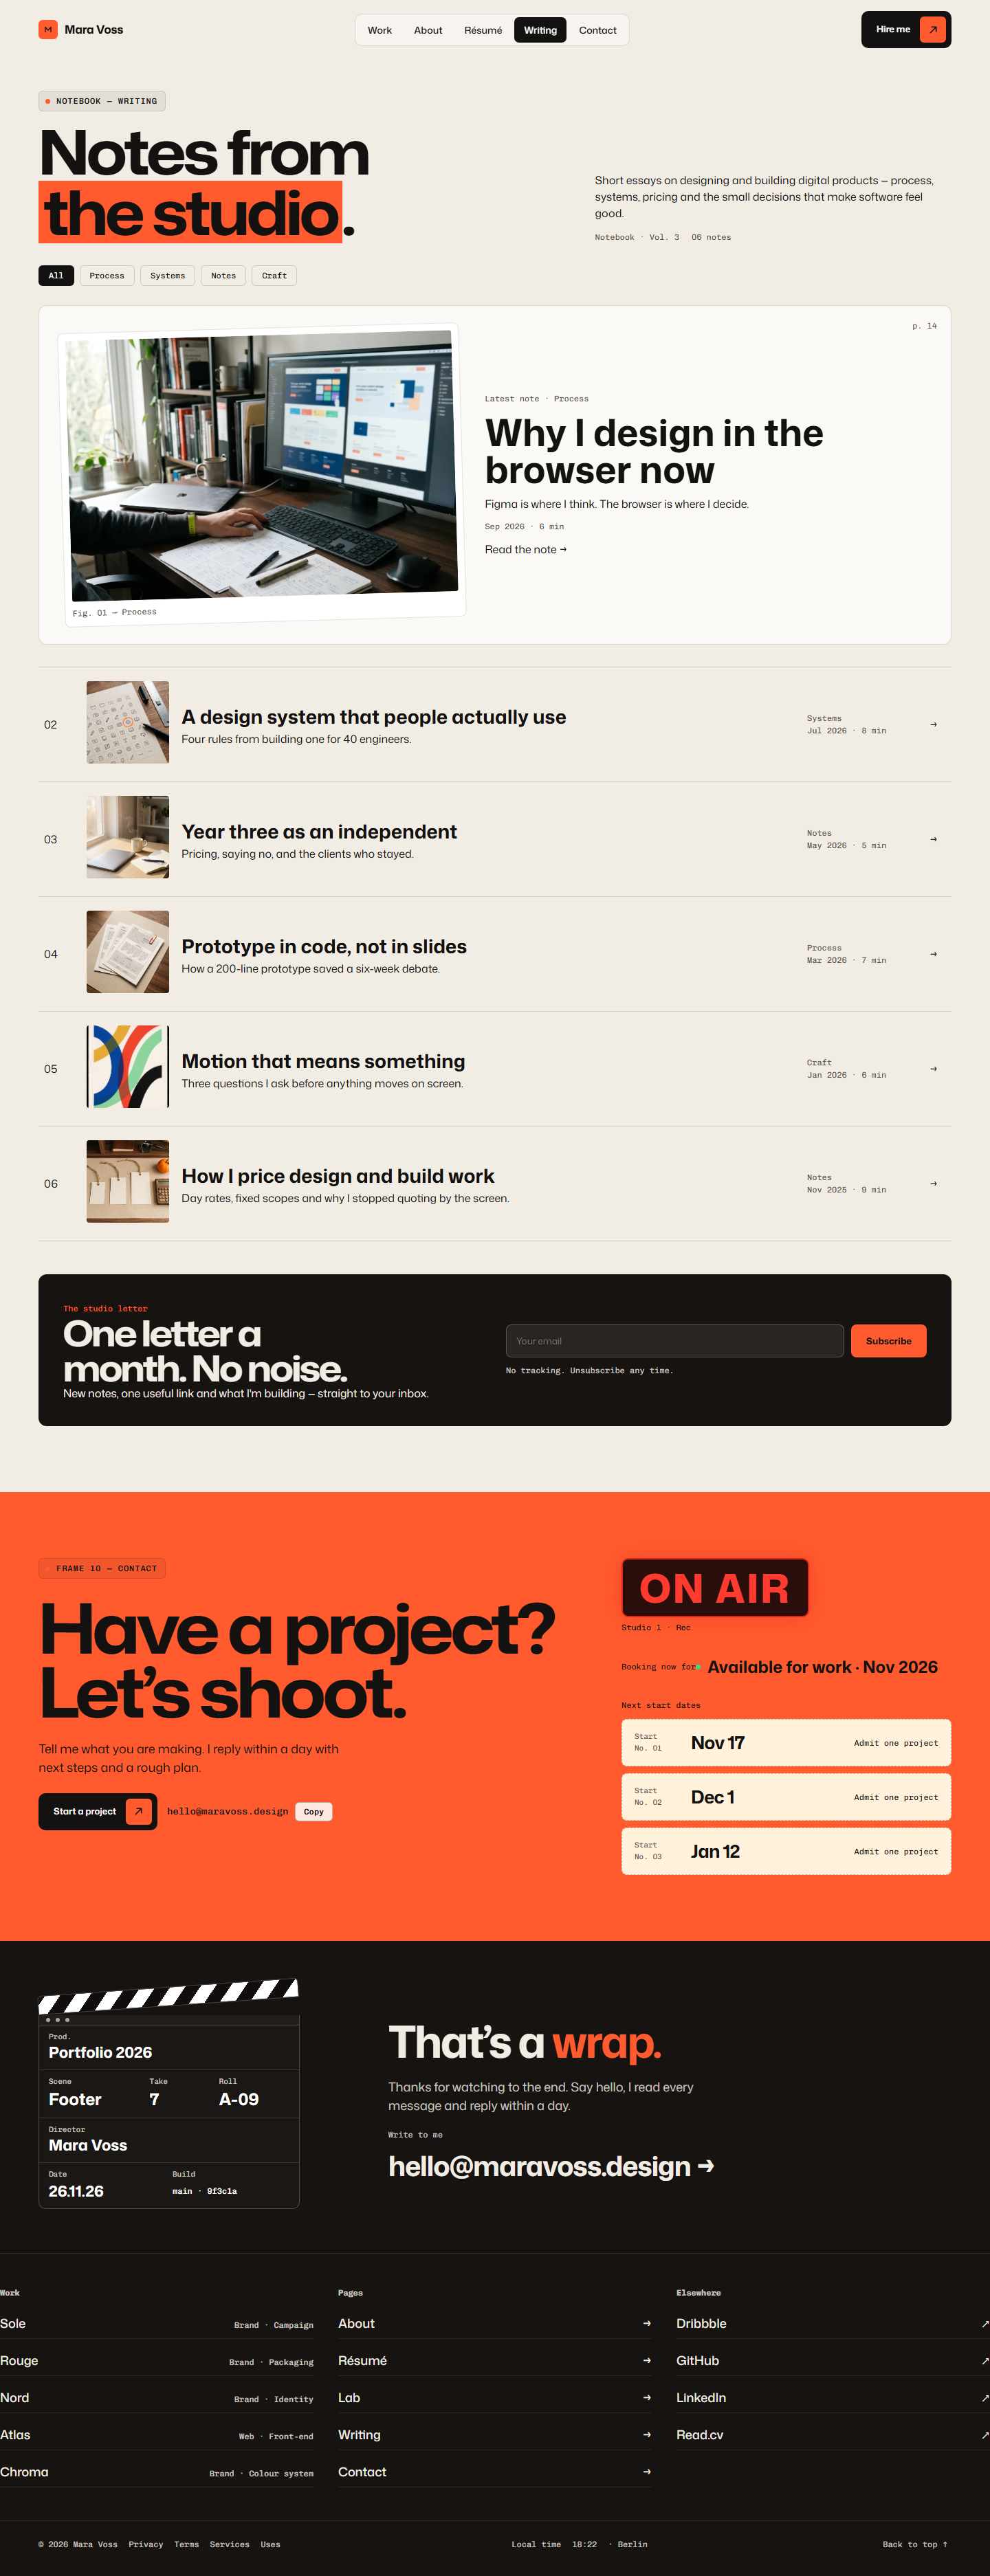 M Mara Voss
Work About Résumé Writing Contact
Hire me ↗
NOTEBOOK — WRITING
Notes from
the studio.
Short essays on designing and building digital products — process,
systems, pricing and the small decisions that make software feel
good.
Notebook · Vol. 3 06 notes
All Process Systems Notes Craft
p. 14
Fig. 01 — Process
Latest note · Process
Why I design in the
browser now
Figma is where I think. The browser is where I decide.
Sep 2026 · 6 min
Read the note →
02
A design system that people actually use
Four rules from building one for 40 engineers.
Systems
Jul 2026 · 8 min
→
03
Year three as an independent
Pricing, saying no, and the clients who stayed.
Notes
May 2026 · 5 min
→
04
Prototype in code, not in slides
How a 200-line prototype saved a six-week debate.
Process
Mar 2026 · 7 min
→
05
Motion that means something
Three questions I ask before anything moves on screen.
Craft
Jan 2026 · 6 min
→
06
How I price design and build work
Day rates, fixed scopes and why I stopped quoting by the screen.
Notes
Nov 2025 · 9 min
→
The studio letter
One letter a
month. No noise.
New notes, one useful link and what I'm building — straight to your inbox.
Your email
Subscribe
No tracking. Unsubscribe any time.
FRAME 10 — CONTACT
Have a project?
Let's shoot.
Tell me what you are making. I reply within a day with
next steps and a rough plan.
Start a project ↗
hello@maravoss.design Copy
ON AIR
Studio 1 · Rec
Booking now for Available for work · Nov 2026
Next start dates
Start
No. 01
Nov 17
Admit one project
Start
No. 02
Dec 1
Admit one project
Start
No. 03
Jan 12
Admit one project
Prod.
Portfolio 2026
Scene Take Roll
Footer 7 A-09
Director
Mara Voss
Date Build
26.11.26 main · 9f3c1a
That's a wrap.
Thanks for watching to the end. Say hello, I read every
message and reply within a day.
Write to me
hello@maravoss.design →
Work
Sole Brand · Campaign
Rouge Brand · Packaging
Nord Brand · Identity
Atlas Web · Front-end
Chroma Brand · Colour system
Pages
About →
Résumé →
Lab →
Writing →
Contact →
Elsewhere
Dribbble ↗
GitHub ↗
LinkedIn ↗
Read.cv ↗
© 2026 Mara Voss Privacy Terms Services Uses
Local time 18:22 · Berlin
Back to top ↑